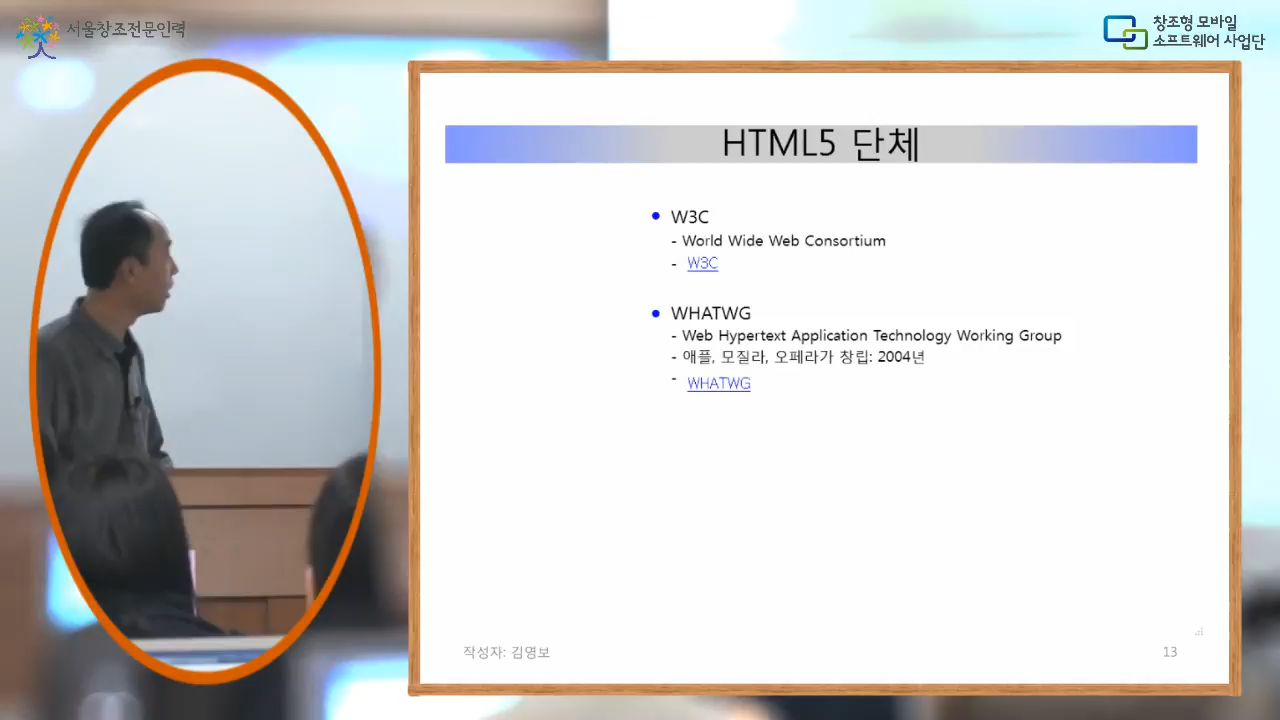 서울창조전문인력
창조형 모바일
소프트웨어 사업단
HTML5 단체
• W3C
- World Wide Web Consortium
- W3C
• WHATWG
- Web Hypertext Application Technology Working Group
- 애플, 모질라, 오페라가 창립: 2004년
- WHATWG
작성자: 김영보
13